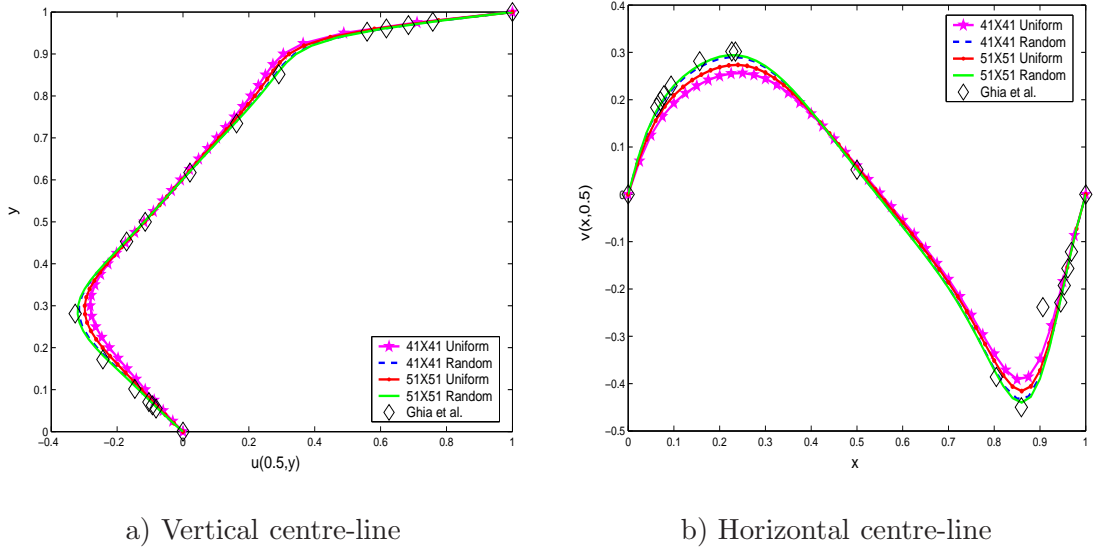 1
0.9
0.8
0.7
0.6
0.5
0.4
0.3
0.2
0.1
0
y
−0.4 −0.2 0 0.2 0.4 0.6 0.8 1
u(0.5,y)
41X41 Uniform
41X41 Random
51X51 Uniform
51X51 Random
Ghia et al.
a) Vertical centre-line
0.4
0.3
0.2
0.1
0
−0.1
−0.2
−0.3
−0.4
−0.5
v(x,0.5)
0 0.1 0.2 0.3 0.4 0.5 0.6 0.7 0.8 0.9 1
x
41X41 Uniform
41X41 Random
51X51 Uniform
51X51 Random
Ghia et al.
b) Horizontal centre-line